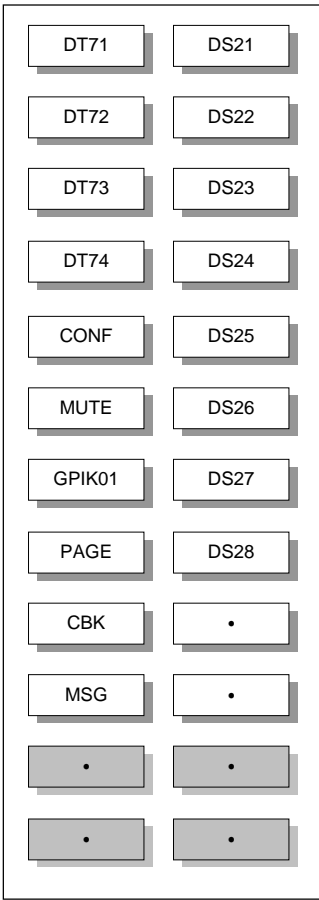 DT71 DS21
DT72 DS22
DT73 DS23
DT74 DS24
CONF DS25
MUTE DS26
GPIK01 DS27
PAGE DS28
CBK •
MSG •
• •
• •